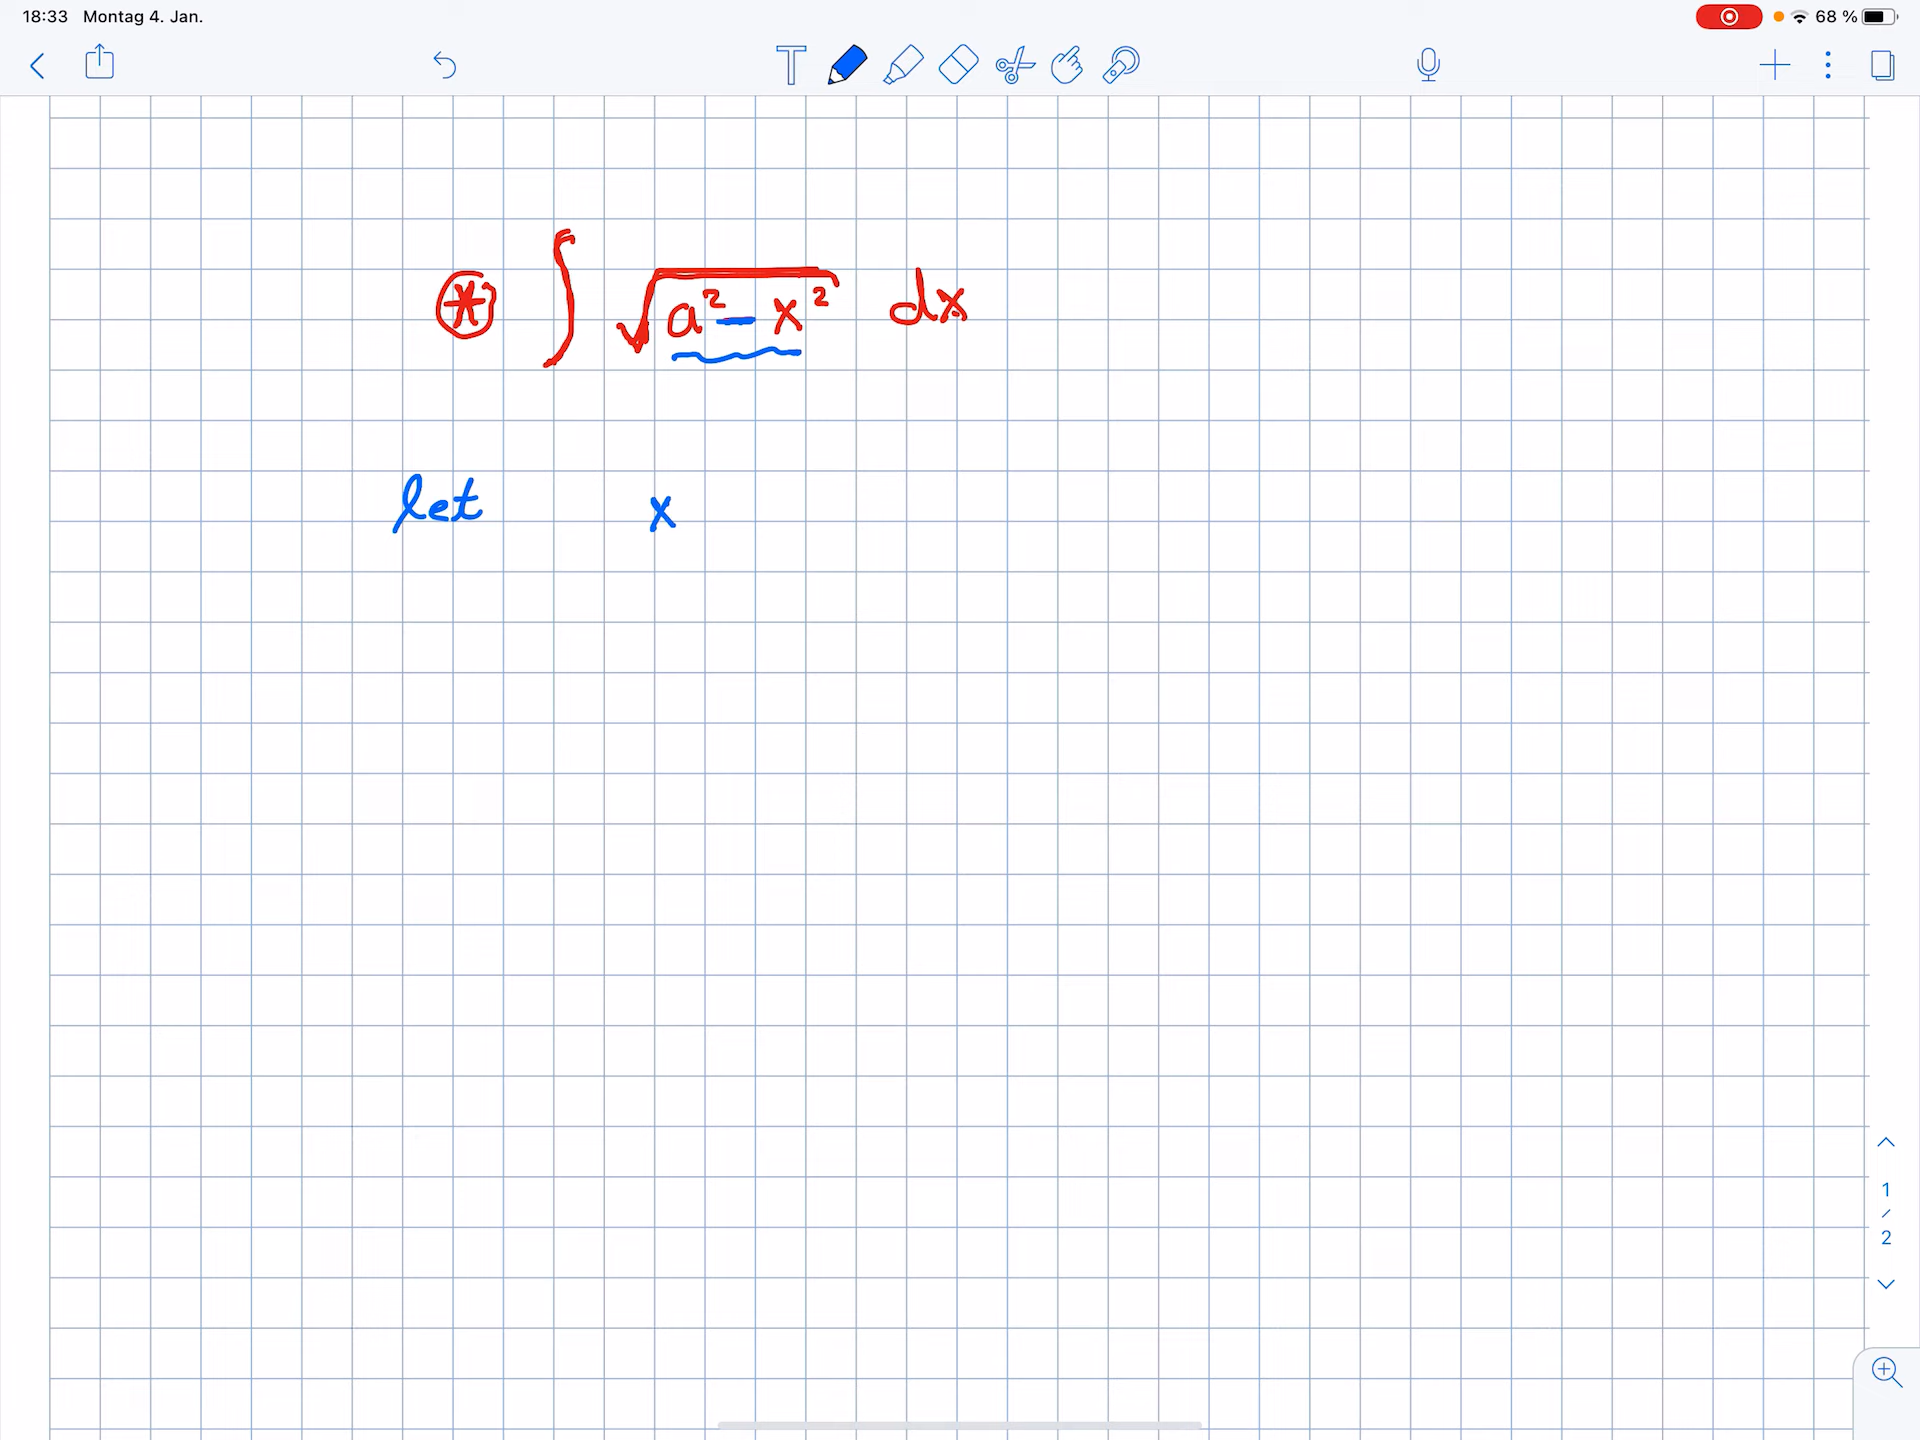 18:33 Montag 4. Jan. 68 %
T
⊛ ∫ √(a² - x²) dx
let x
1
/
2